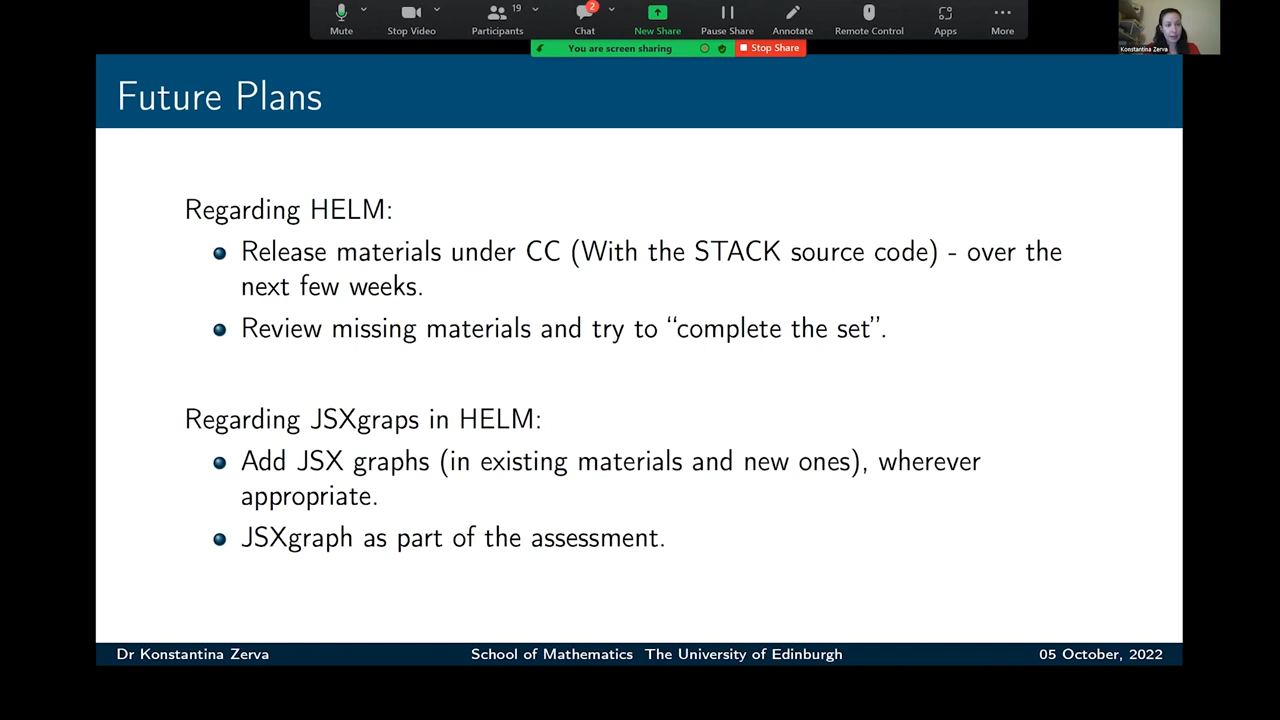 19
2
Mute
Stop Video
Participants
Chat
New Share
Pause Share
Annotate
Remote Control
Apps
More
You are screen sharing
Stop Share
Konstantina Zerva
Future Plans
Regarding HELM:
Release materials under CC (With the STACK source code) - over the
next few weeks.
Review missing materials and try to “complete the set”.
Regarding JSXgraps in HELM:
Add JSX graphs (in existing materials and new ones), wherever
appropriate.
JSXgraph as part of the assessment.
Dr Konstantina Zerva
School of Mathematics The University of Edinburgh
05 October, 2022